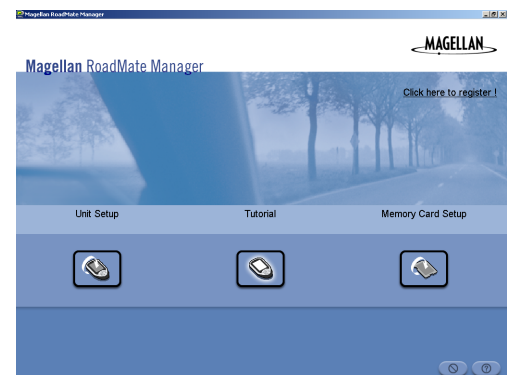 Magellan RoadMate Manager
MAGELLAN
Magellan RoadMate Manager
Click here to register !
Unit Setup
Tutorial
Memory Card Setup